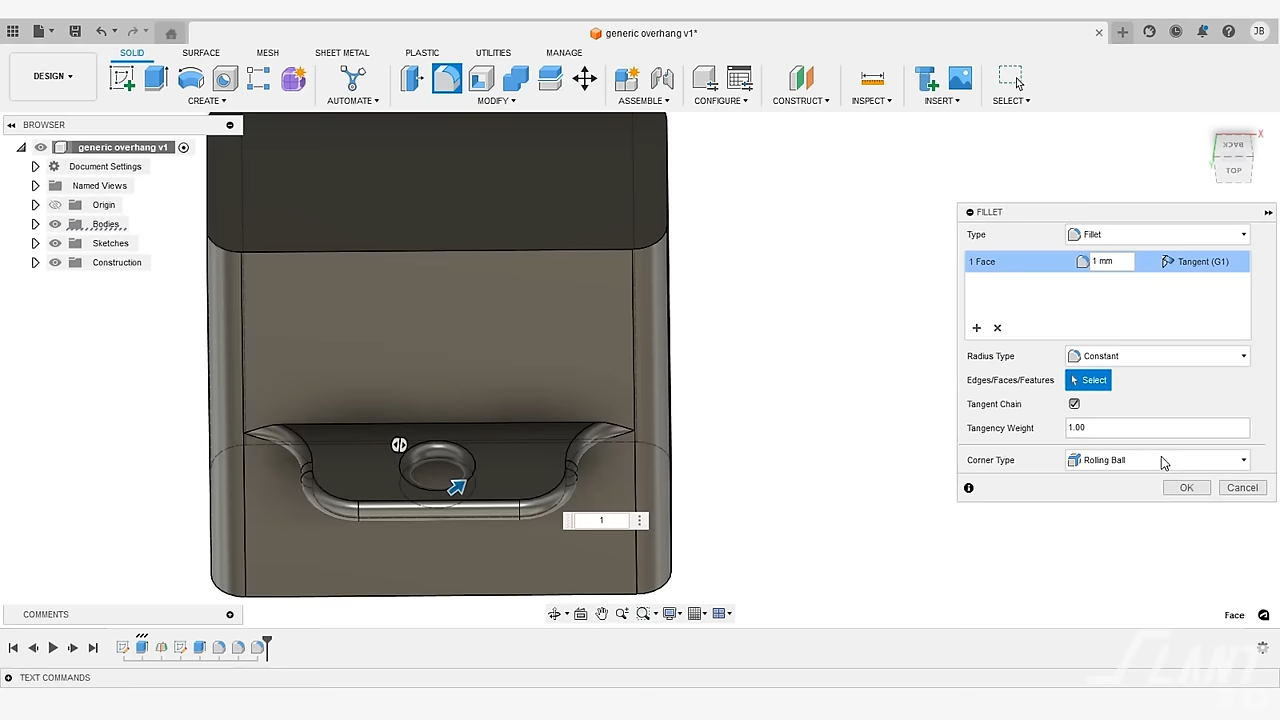 generic overhang v1*
JB
DESIGN
SOLID
SURFACE
MESH
SHEET METAL
PLASTIC
UTILITIES
MANAGE
CREATE
AUTOMATE
MODIFY
ASSEMBLE
CONFIGURE
CONSTRUCT
INSPECT
INSERT
SELECT
BROWSER
generic overhang v1
Document Settings
Named Views
Origin
Bodies
Sketches
Construction
BACK
X
TOP
Y
FILLET
Type
Fillet
1 Face
1 mm
Tangent (G1)
Radius Type
Constant
Edges/Faces/Features
Select
Tangent Chain
Tangency Weight
1.00
Corner Type
Rolling Ball
OK
Cancel
1
COMMENTS
Face
TEXT COMMANDS
SLANT
3D